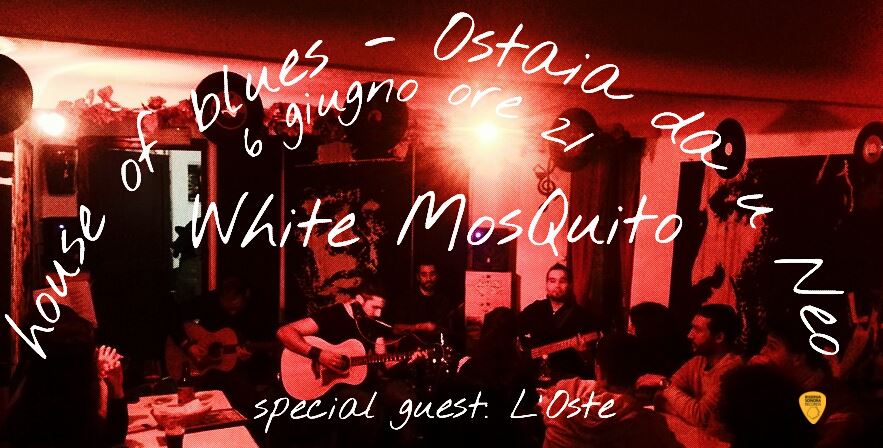 house of blues - Ostaia da u Neo
6 giugno ore 21
White MosQuito
special guest: L'Oste